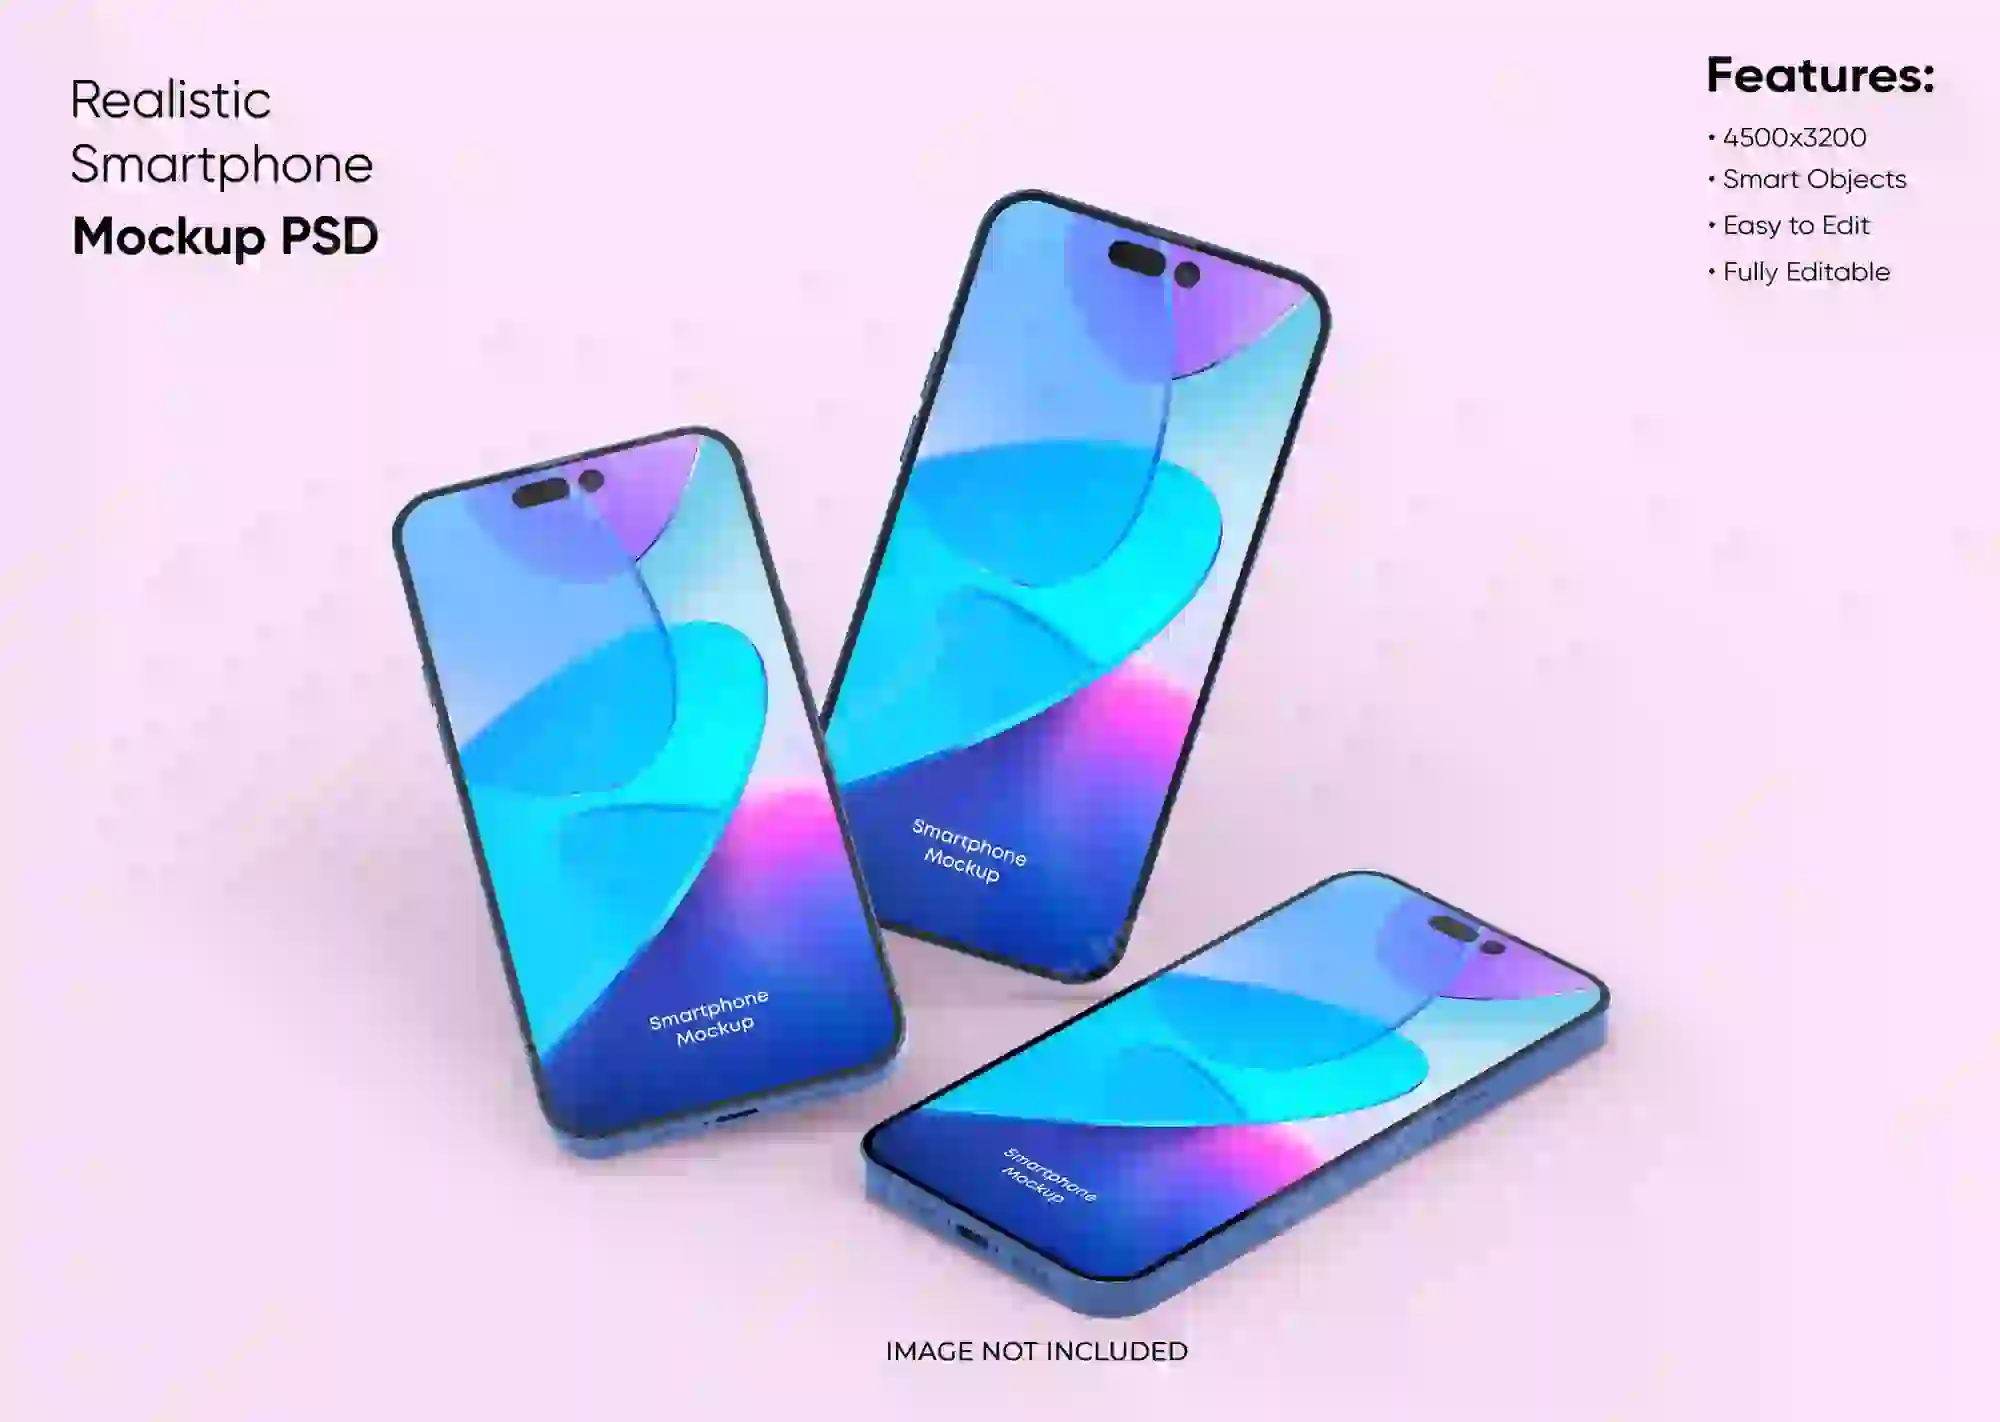 Realistic
Smartphone
Mockup PSD
Features:
• 4500x3200
• Smart Objects
• Easy to Edit
• Fully Editable
Smartphone
Mockup
Smartphone
Mockup
Smartphone
Mockup
IMAGE NOT INCLUDED